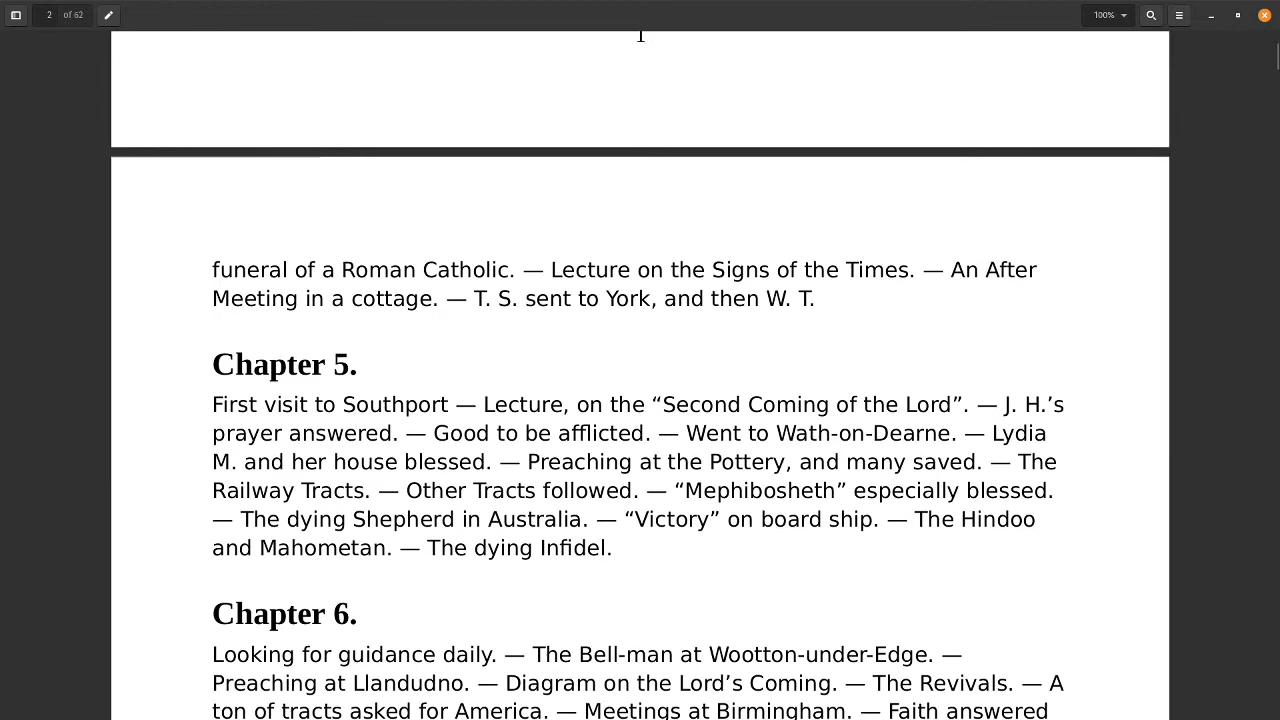 2 of 62 100%
1
funeral of a Roman Catholic. — Lecture on the Signs of the Times. — An After
Meeting in a cottage. — T. S. sent to York, and then W. T.
Chapter 5.
First visit to Southport — Lecture, on the “Second Coming of the Lord”. — J. H.’s
prayer answered. — Good to be afflicted. — Went to Wath-on-Dearne. — Lydia
M. and her house blessed. — Preaching at the Pottery, and many saved. — The
Railway Tracts. — Other Tracts followed. — “Mephibosheth” especially blessed.
— The dying Shepherd in Australia. — “Victory” on board ship. — The Hindoo
and Mahometan. — The dying Infidel.
Chapter 6.
Looking for guidance daily. — The Bell-man at Wootton-under-Edge. —
Preaching at Llandudno. — Diagram on the Lord’s Coming. — The Revivals. — A
ton of tracts asked for America. — Meetings at Birmingham. — Faith answered